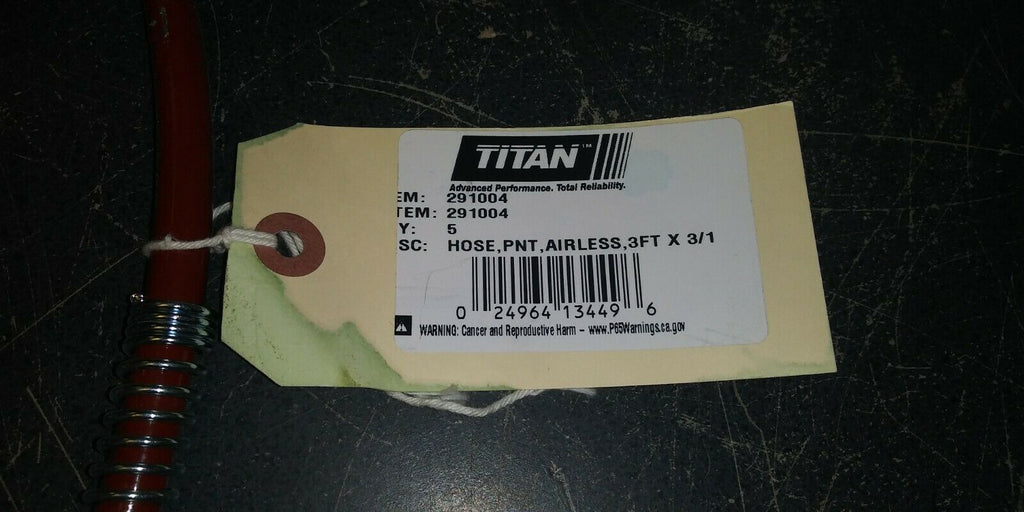 TITAN™
Advanced Performance. Total Reliability.
EM: 291004
TEM: 291004
Y: 5
SC: HOSE,PNT,AIRLESS,3FT X 3/1
0 24964 13449 6
WARNING: Cancer and Reproductive Harm - www.P65Warnings.ca.gov